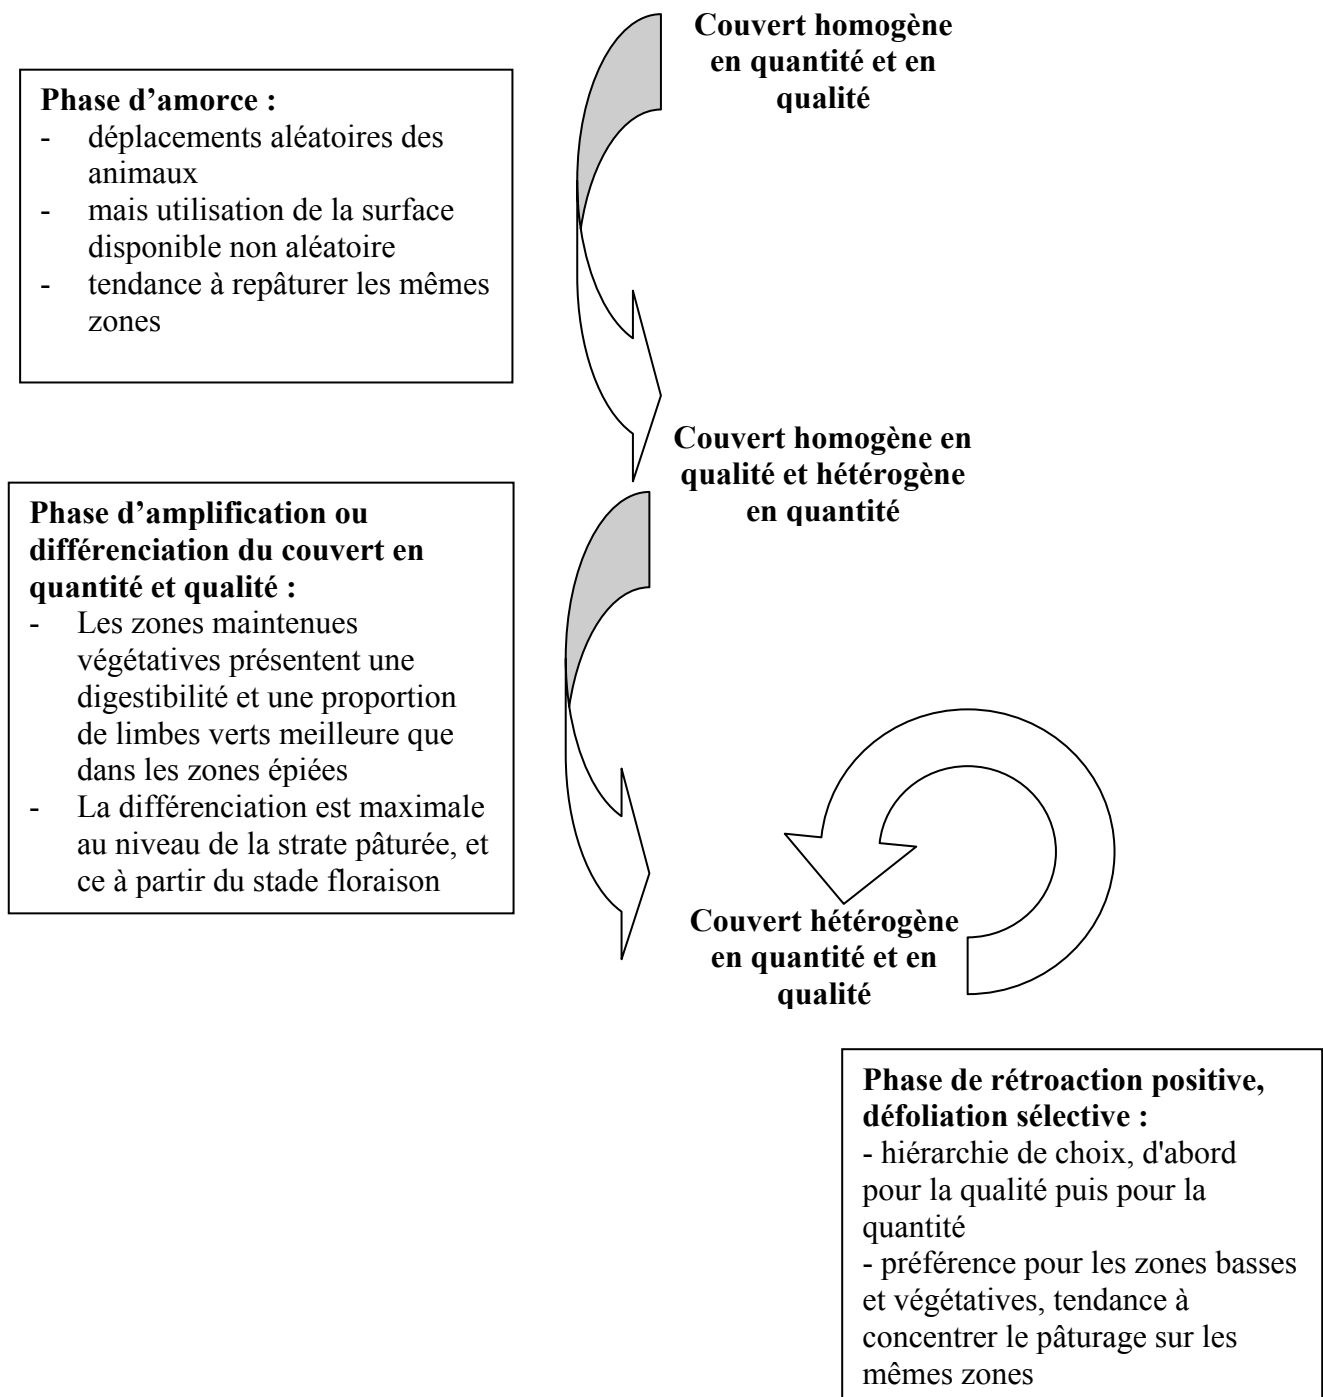 Couvert homogène
en quantité et en
qualité
Phase d’amorce :
- déplacements aléatoires des
animaux
- mais utilisation de la surface
disponible non aléatoire
- tendance à repâturer les mêmes
zones
Couvert homogène en
qualité et hétérogène
en quantité
Phase d’amplification ou
différenciation du couvert en
quantité et qualité :
- Les zones maintenues
végétatives présentent une
digestibilité et une proportion
de limbes verts meilleure que
dans les zones épiées
- La différenciation est maximale
au niveau de la strate pâturée, et
ce à partir du stade floraison
Couvert hétérogène
en quantité et en
qualité
Phase de rétroaction positive,
défoliation sélective :
- hiérarchie de choix, d'abord
pour la qualité puis pour la
quantité
- préférence pour les zones basses
et végétatives, tendance à
concentrer le pâturage sur les
mêmes zones